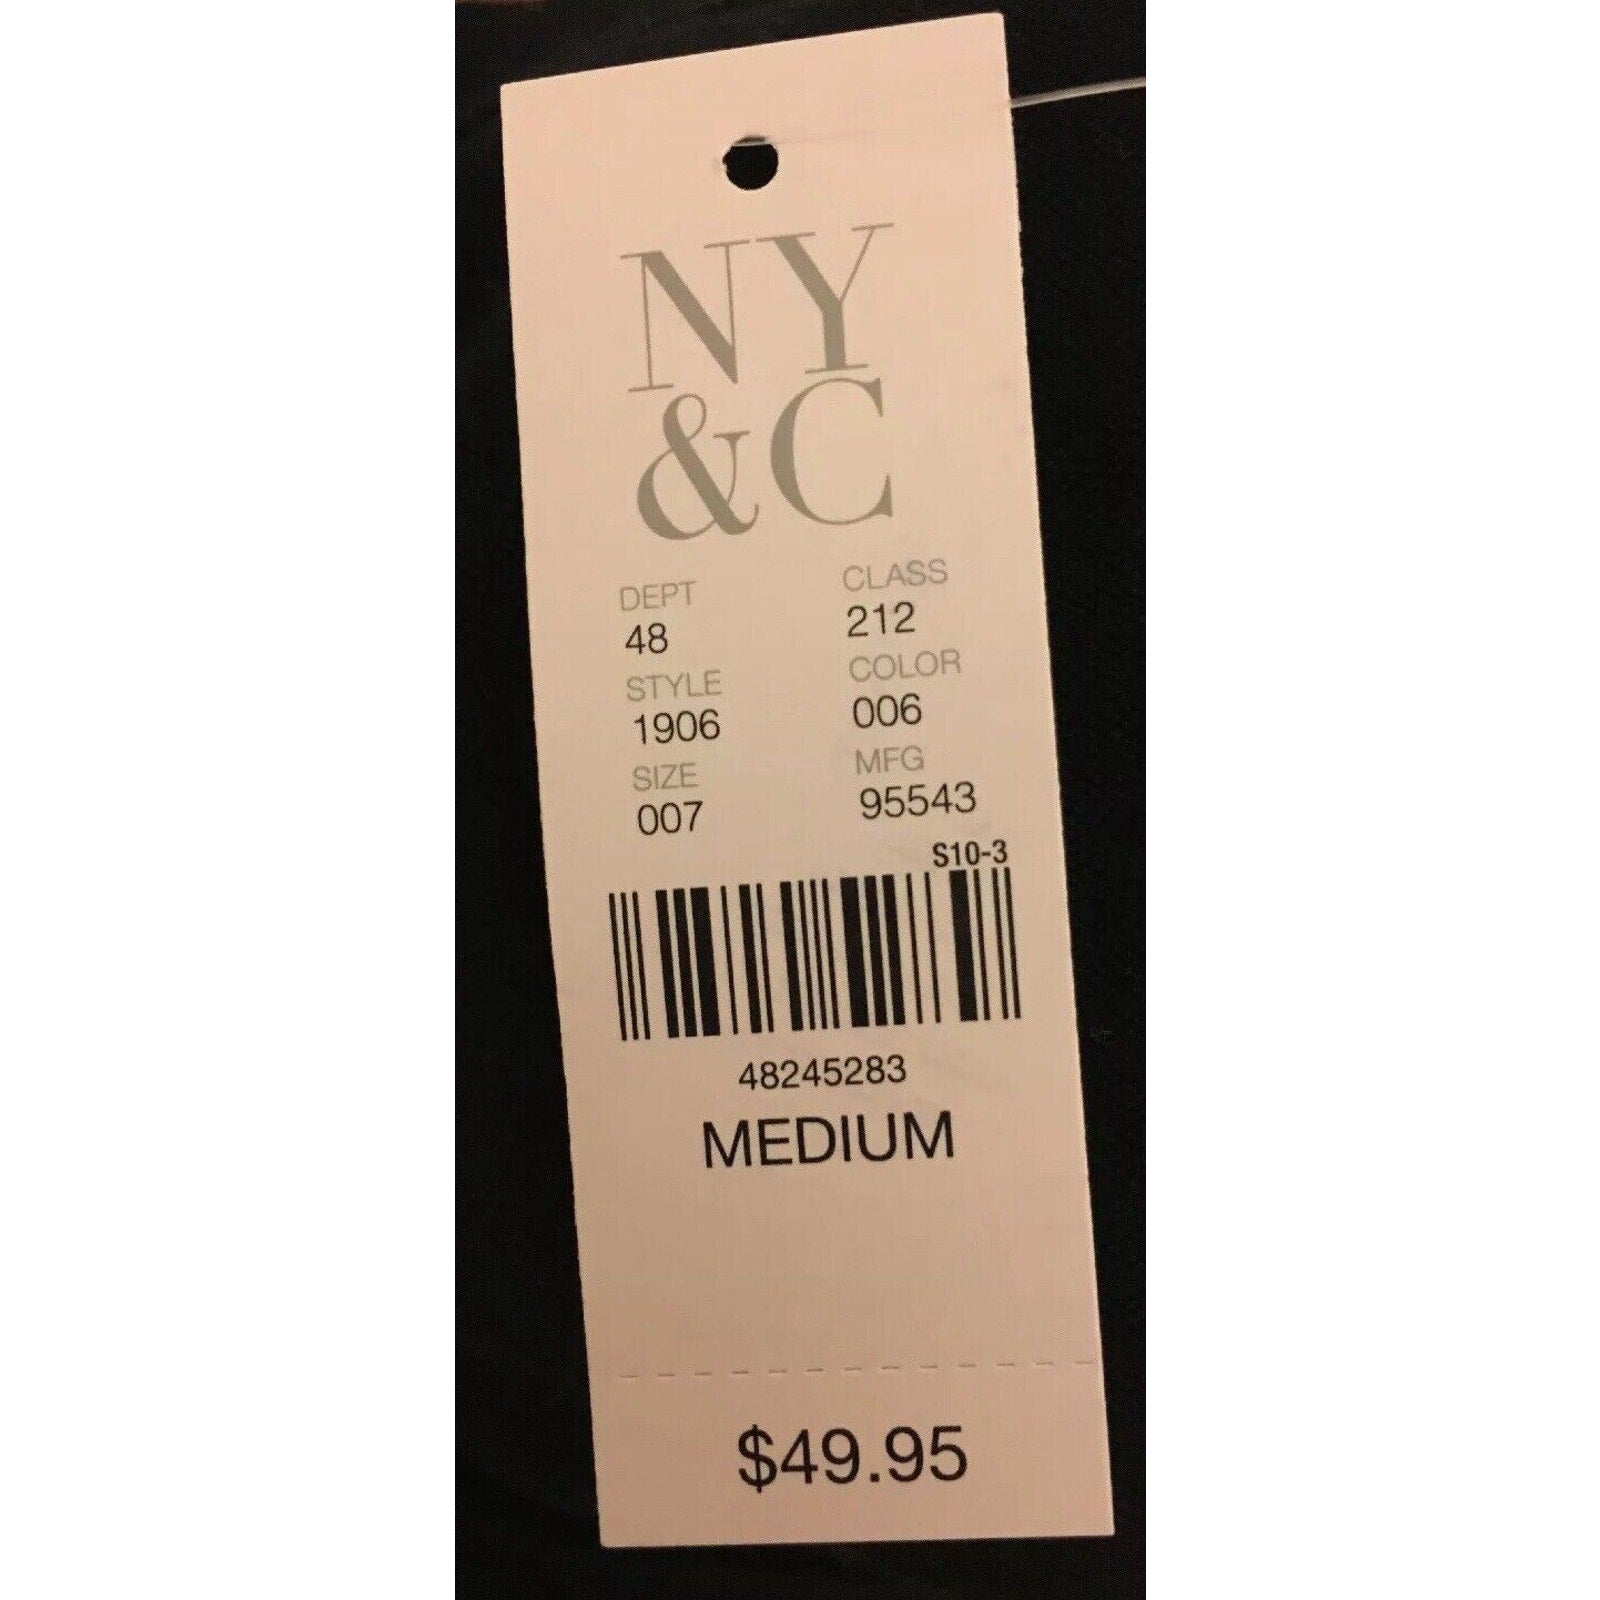 NY
&C
DEPT CLASS
48 212
STYLE COLOR
1906 006
SIZE MFG
007 95543
S10-3
48245283
MEDIUM
$49.95